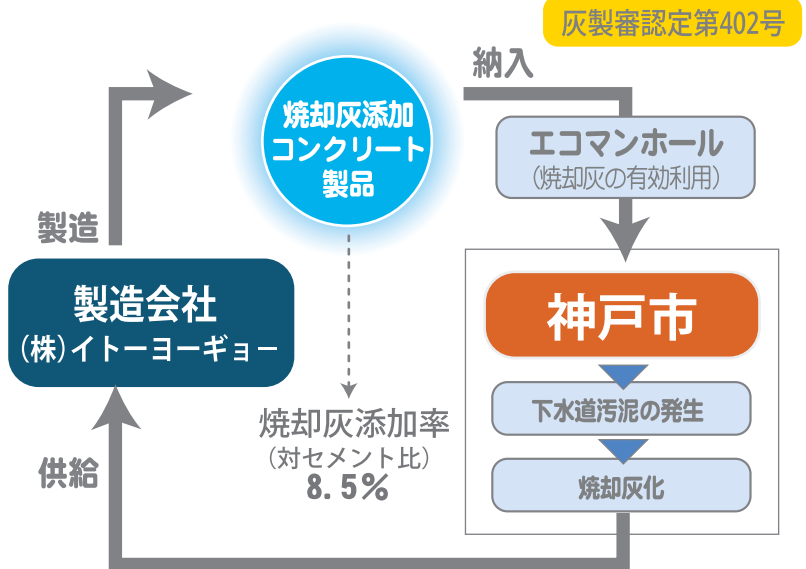 灰製審認定第402号
納入
焼却灰添加
コンクリート
製品
エコマンホール
(焼却灰の有効利用)
製造
製造会社
(株)イトーヨーギョー
神戸市
下水道汚泥の発生
焼却灰化
焼却灰添加率
(対セメント比)
8.5%
供給